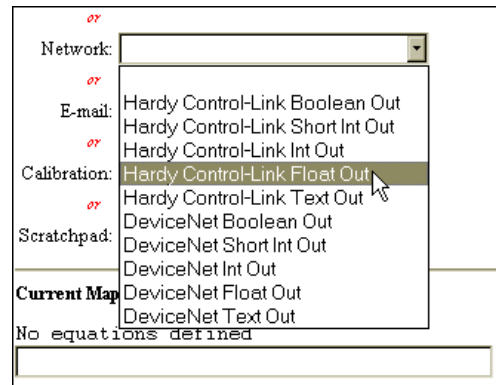 or
Network:
or
E-mail:
or
Calibration:
or
Scratchpad:
Hardy Control-Link Boolean Out
Hardy Control-Link Short Int Out
Hardy Control-Link Int Out
Hardy Control-Link Float Out
Hardy Control-Link Text Out
DeviceNet Boolean Out
DeviceNet Short Int Out
DeviceNet Int Out
DeviceNet Float Out
DeviceNet Text Out
Current Map
No equations defined